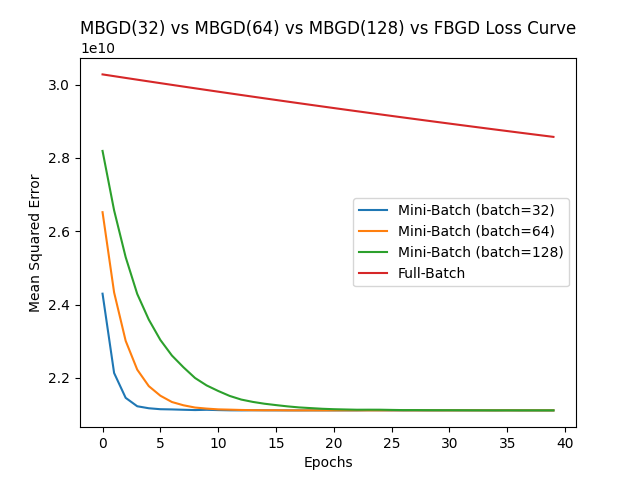 MBGD(32) vs MBGD(64) vs MBGD(128) vs FBGD Loss Curve
1e10
3.0
2.8
2.6
2.4
2.2
Mean Squared Error
Mini-Batch (batch=32)
Mini-Batch (batch=64)
Mini-Batch (batch=128)
Full-Batch
0 5 10 15 20 25 30 35 40
Epochs